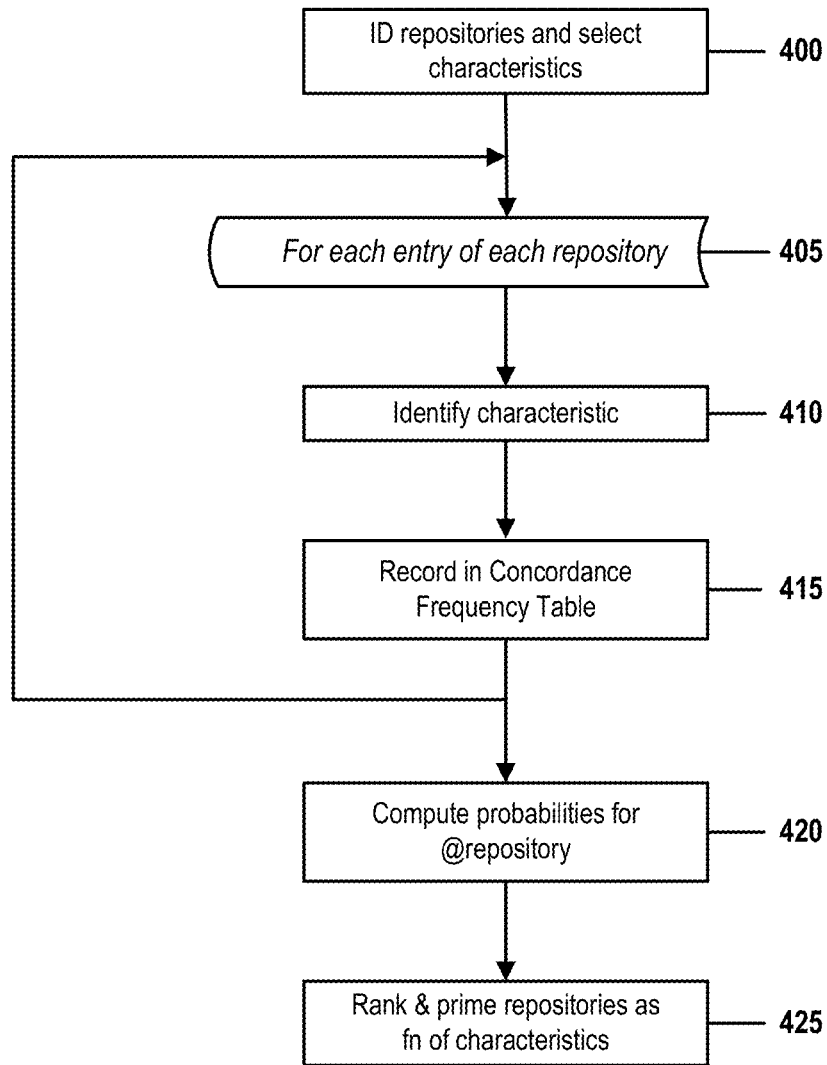 ID repositories and select
characteristics
400
For each entry of each repository
405
Identify characteristic
410
Record in Concordance
Frequency Table
415
Compute probabilities for
@repository
420
Rank & prime repositories as
fn of characteristics
425